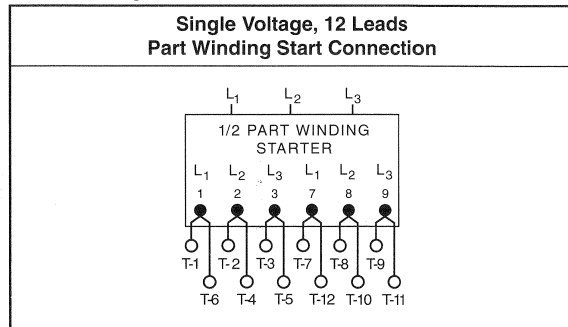 Single Voltage, 12 Leads
Part Winding Start Connection
L1 L2 L3
1/2 PART WINDING
STARTER
L1 L2 L3 L1 L2 L3
1 2 3 7 8 9
T-1 T-2 T-3 T-7 T-8 T-9
T-6 T-4 T-5 T-12 T-10 T-11